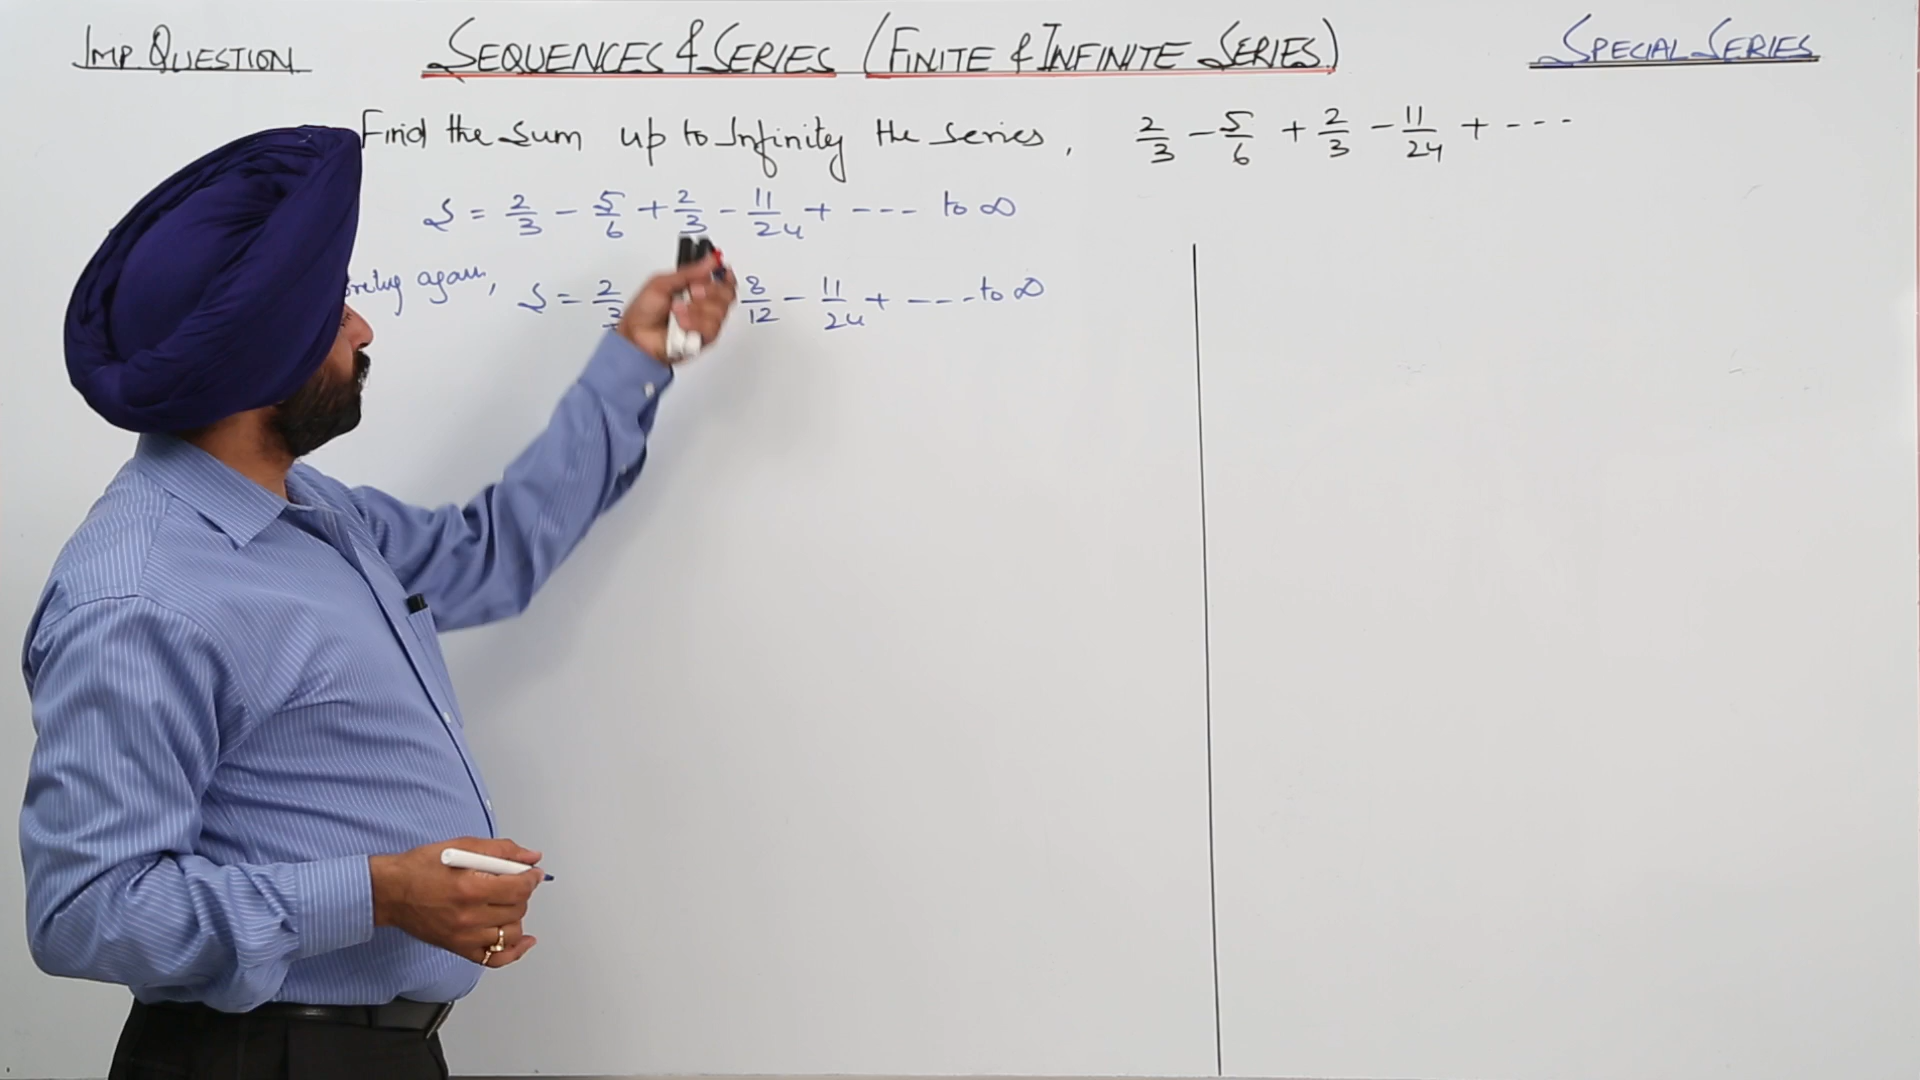 IMP QUESTION
SEQUENCES & SERIES (FINITE & INFINITE SERIES)
SPECIAL SERIES
Find the Sum up to Infinity the series, 2/3 - 5/6 + 2/3 - 11/24 + ----
S = 2/3 - 5/6 + 2/3 - 11/24 + --- to ∞
again, S = 2/3 8/12 - 11/24 + --- to ∞